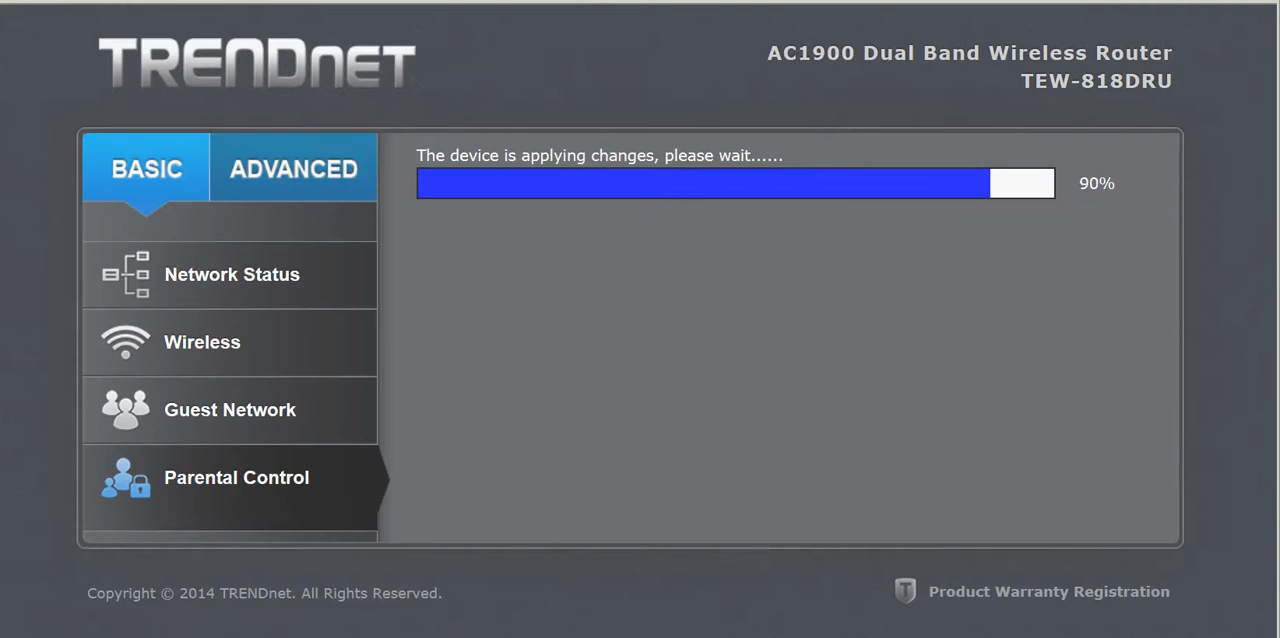 TRENDNET
AC1900 Dual Band Wireless Router
TEW-818DRU
BASIC
ADVANCED
The device is applying changes, please wait......
90%
Network Status
Wireless
Guest Network
Parental Control
Copyright © 2014 TRENDnet. All Rights Reserved.
Product Warranty Registration